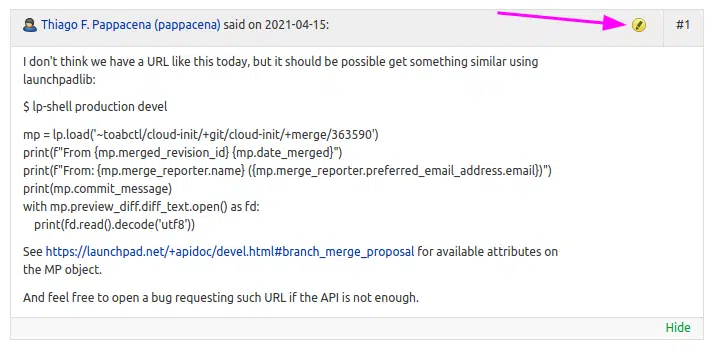 Thiago F. Pappacena (pappacena) said on 2021-04-15:
#1
I don't think we have a URL like this today, but it should be possible get something similar using
launchpadlib:
$ lp-shell production devel
mp = lp.load('~toabctl/cloud-init/+git/cloud-init/+merge/363590')
print(f"From {mp.merged_revision_id} {mp.date_merged}")
print(f"From: {mp.merge_reporter.name} ({mp.merge_reporter.preferred_email_address.email})")
print(mp.commit_message)
with mp.preview_diff.diff_text.open() as fd:
    print(fd.read().decode('utf8'))
See https://launchpad.net/+apidoc/devel.html#branch_merge_proposal for available attributes on
the MP object.
And feel free to open a bug requesting such URL if the API is not enough.
Hide